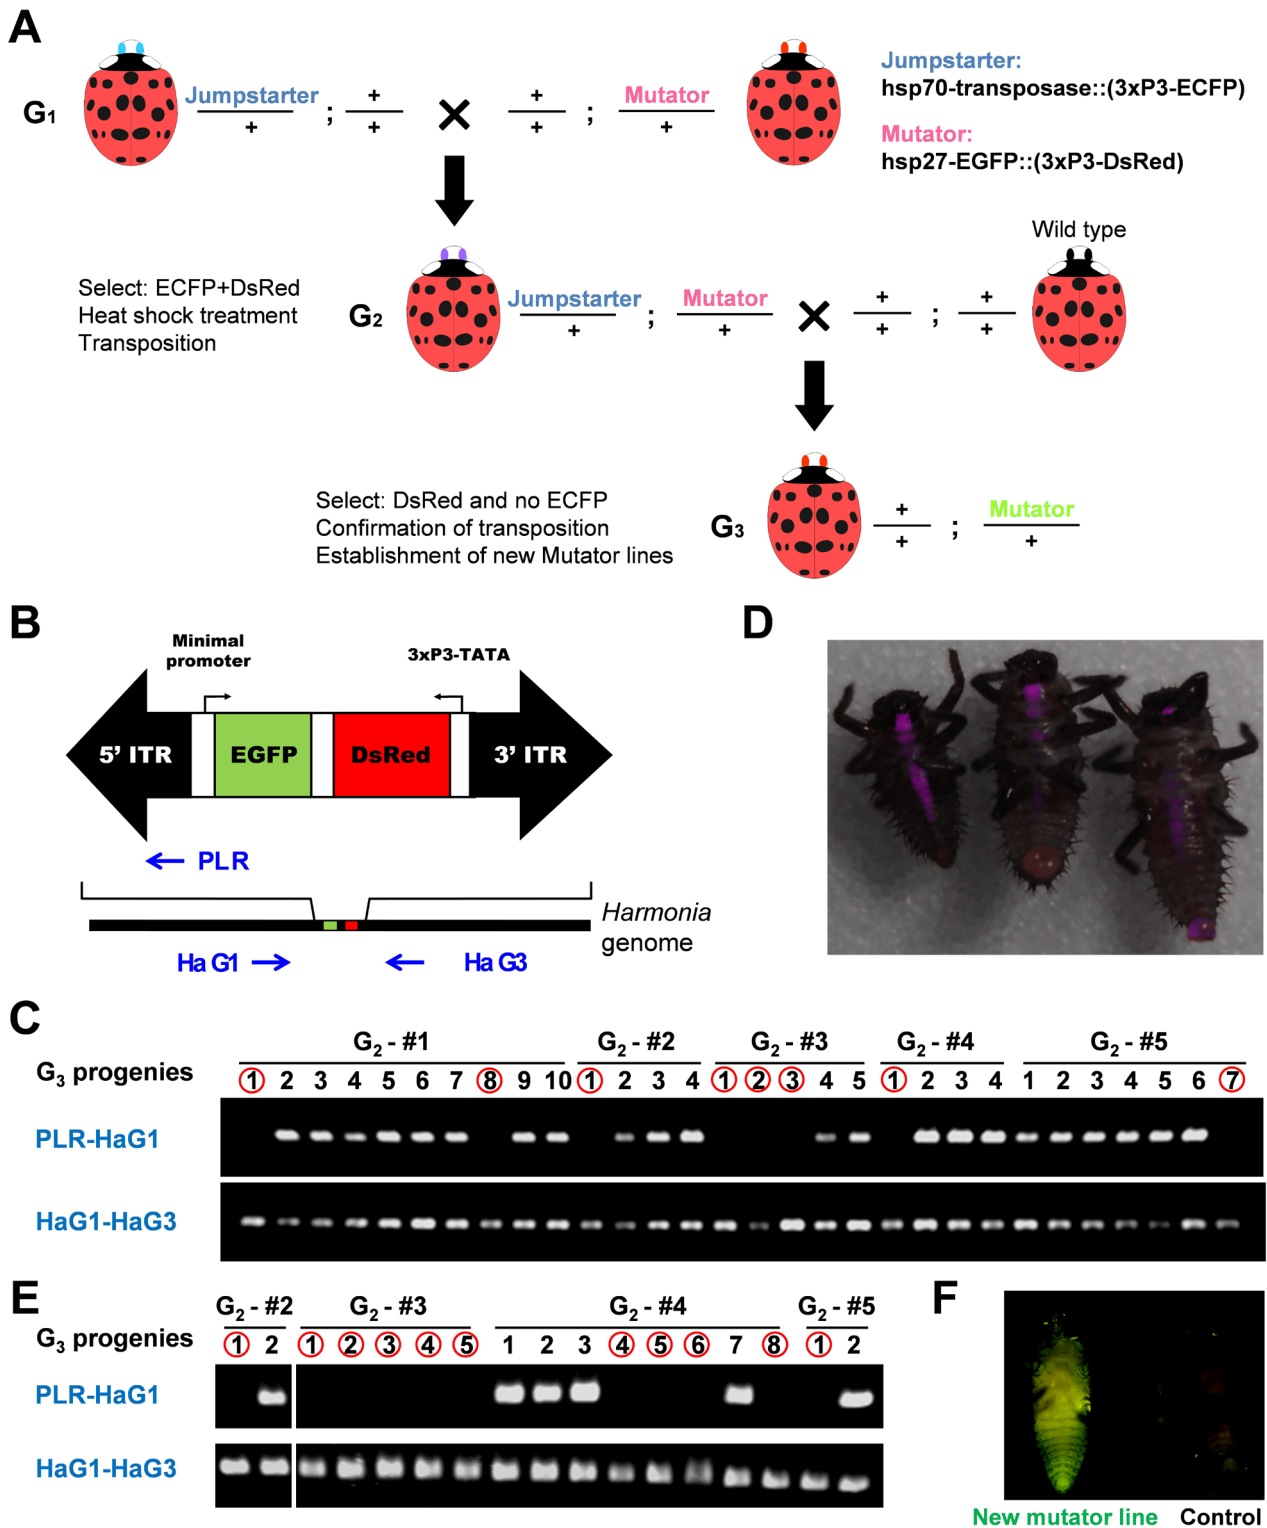 A
G1
Jumpstarter
+
;
+
+
+
+
;
Mutator
+
Jumpstarter:
hsp70-transposase::(3xP3-ECFP)
Mutator:
hsp27-EGFP::(3xP3-DsRed)
Select: ECFP+DsRed
Heat shock treatment
Transposition
G2
Jumpstarter
+
;
Mutator
+
+
+
;
+
+
Wild type
Select: DsRed and no ECFP
Confirmation of transposition
Establishment of new Mutator lines
G3
+
+
;
Mutator
+
B
Minimal
promoter
3xP3-TATA
5' ITR
EGFP
DsRed
3' ITR
PLR
Harmonia
genome
Ha G1
Ha G3
D
C
G2 - #1 G2 - #2 G2 - #3 G2 - #4 G2 - #5
G3 progenies 1 2 3 4 5 6 7 8 9 10 1 2 3 4 1 2 3 4 5 1 2 3 4 1 2 3 4 5 6 7
PLR-HaG1
HaG1-HaG3
E
G2 - #2 G2 - #3 G2 - #4 G2 - #5
G3 progenies 1 2 1 2 3 4 5 1 2 3 4 5 6 7 8 1 2
PLR-HaG1
HaG1-HaG3
F
New mutator line Control